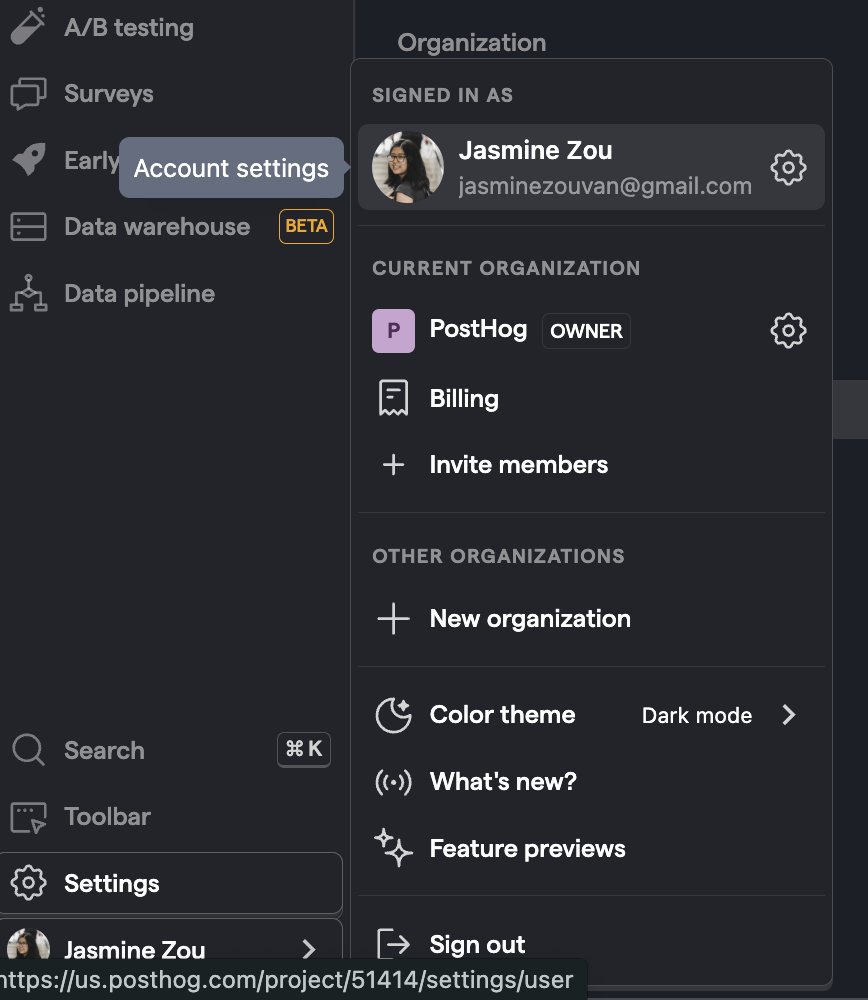 A/B testing
Surveys
Early
Account settings
Data warehouse BETA
Data pipeline
Search ⌘ K
Toolbar
Settings
Jasmine Zou
https://us.posthog.com/project/51414/settings/user
Organization
SIGNED IN AS
Jasmine Zou
jasminezouvan@gmail.com
CURRENT ORGANIZATION
P PostHog OWNER
Billing
Invite members
OTHER ORGANIZATIONS
New organization
Color theme Dark mode
What's new?
Feature previews
Sign out